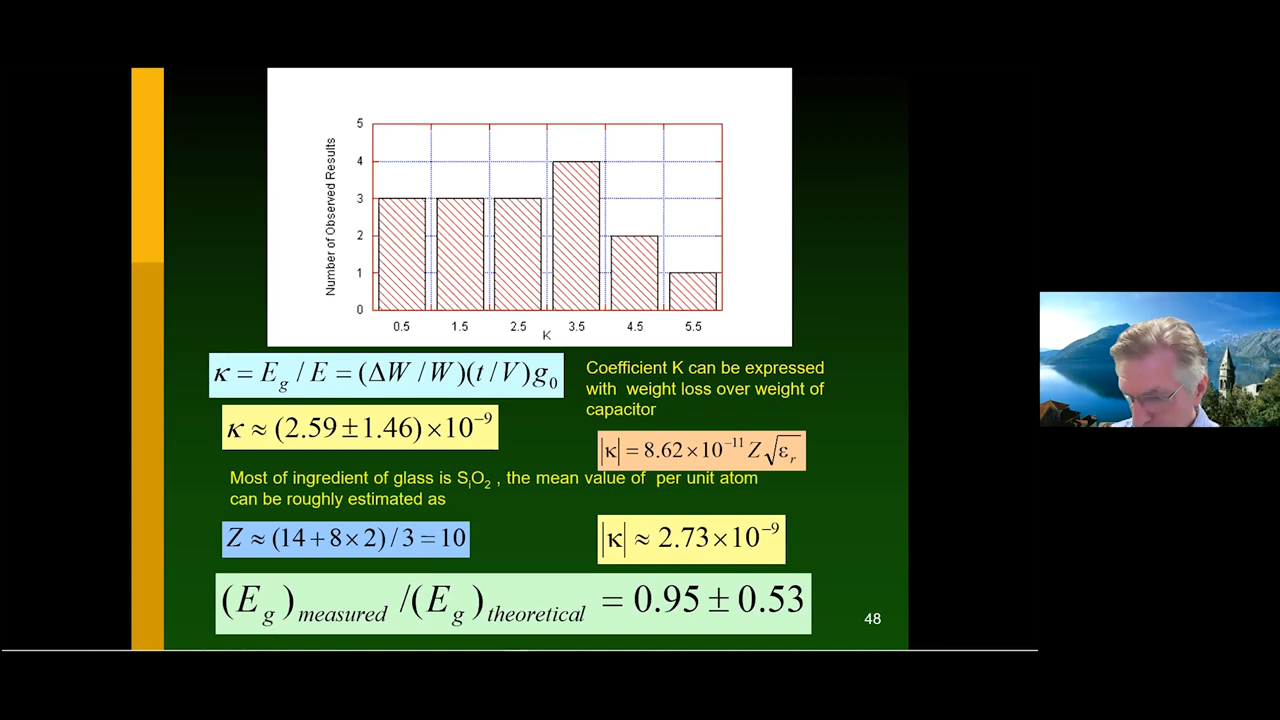 5
4
3
2
1
0
Number of Observed Results
0.5 1.5 2.5 3.5 4.5 5.5
K
κ = E_g / E = (ΔW / W)(t / V)g₀
Coefficient K can be expressed
with weight loss over weight of
capacitor
κ ≈ (2.59 ± 1.46) × 10⁻⁹
|κ| = 8.62 × 10⁻¹¹ Z√ε_r
Most of ingredient of glass is SᵢO₂ , the mean value of per unit atom
can be roughly estimated as
Z ≈ (14 + 8 × 2) / 3 = 10
|κ| ≈ 2.73 × 10⁻⁹
(E_g)measured /(E_g)theoretical = 0.95 ± 0.53
48